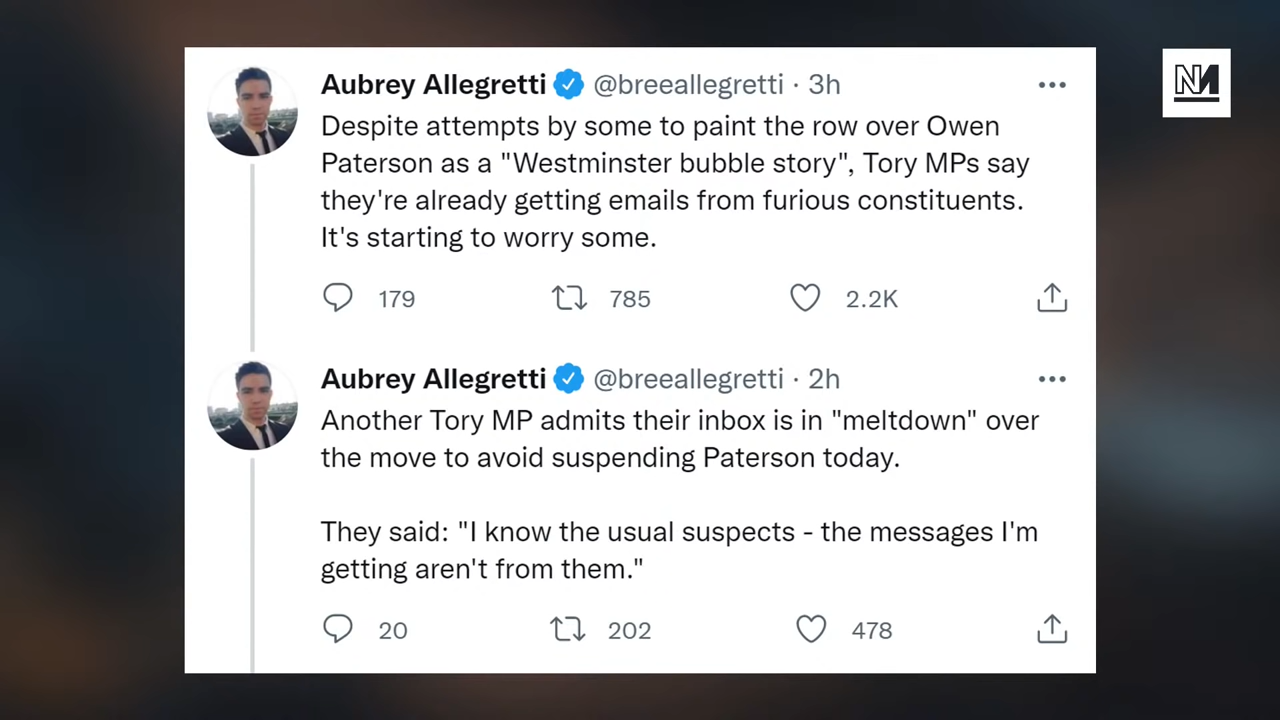 Aubrey Allegretti @breeallegretti · 3h
Despite attempts by some to paint the row over Owen
Paterson as a "Westminster bubble story", Tory MPs say
they're already getting emails from furious constituents.
It's starting to worry some.
179 785 2.2K
Aubrey Allegretti @breeallegretti · 2h
Another Tory MP admits their inbox is in "meltdown" over
the move to avoid suspending Paterson today.
They said: "I know the usual suspects - the messages I'm
getting aren't from them."
20 202 478
NM